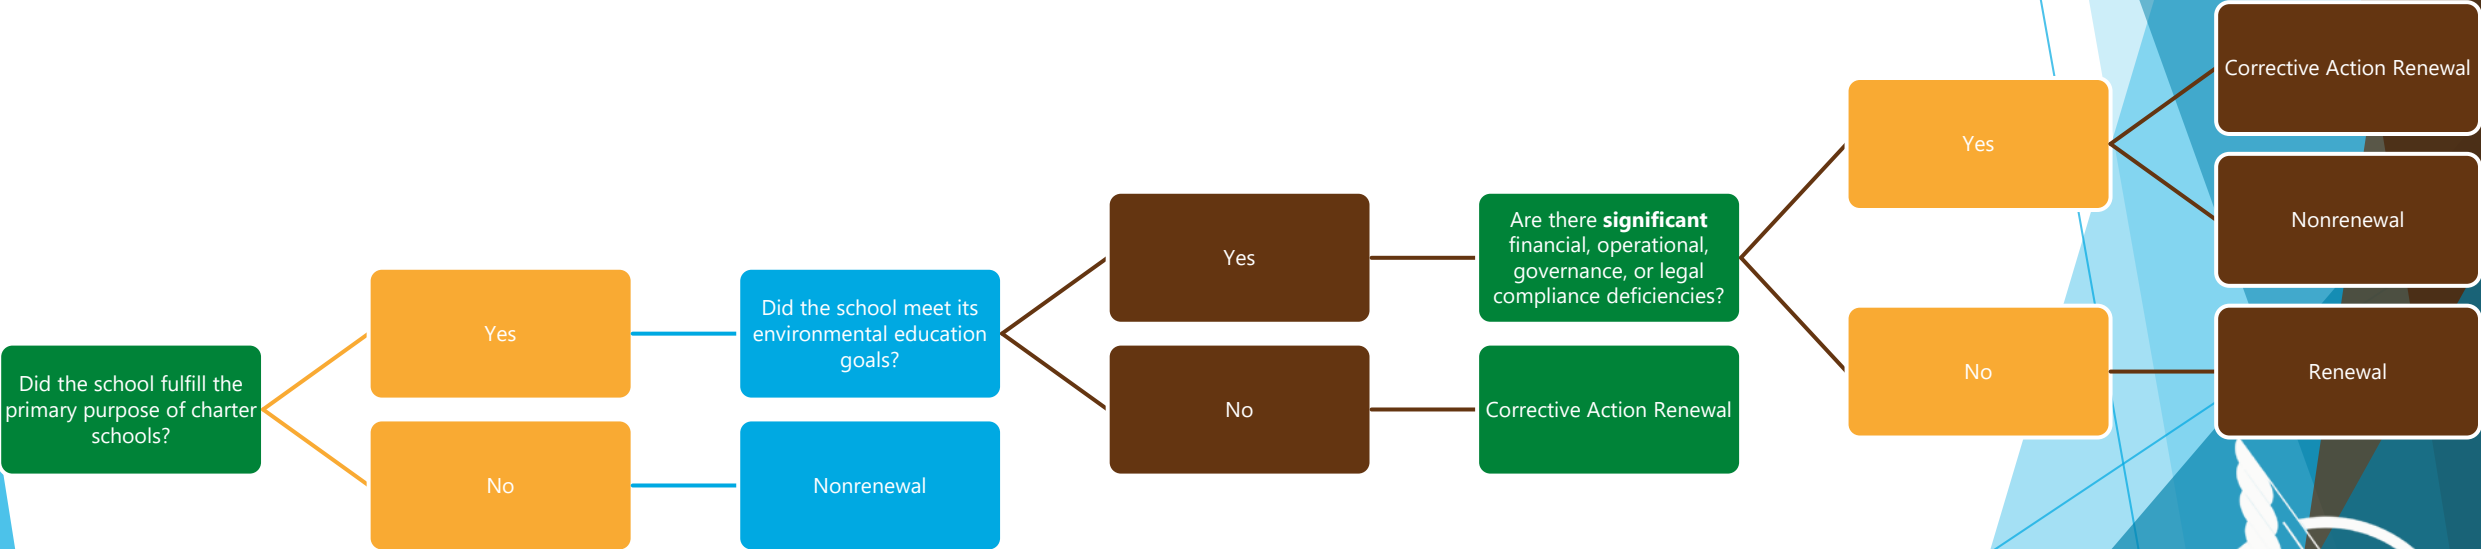 Did the school fulfill the
primary purpose of charter
schools?
Yes
No
Did the school meet its
environmental education
goals?
Nonrenewal
Yes
No
Are there significant
financial, operational,
governance, or legal
compliance deficiencies?
Corrective Action Renewal
Yes
No
Corrective Action Renewal
Nonrenewal
Renewal